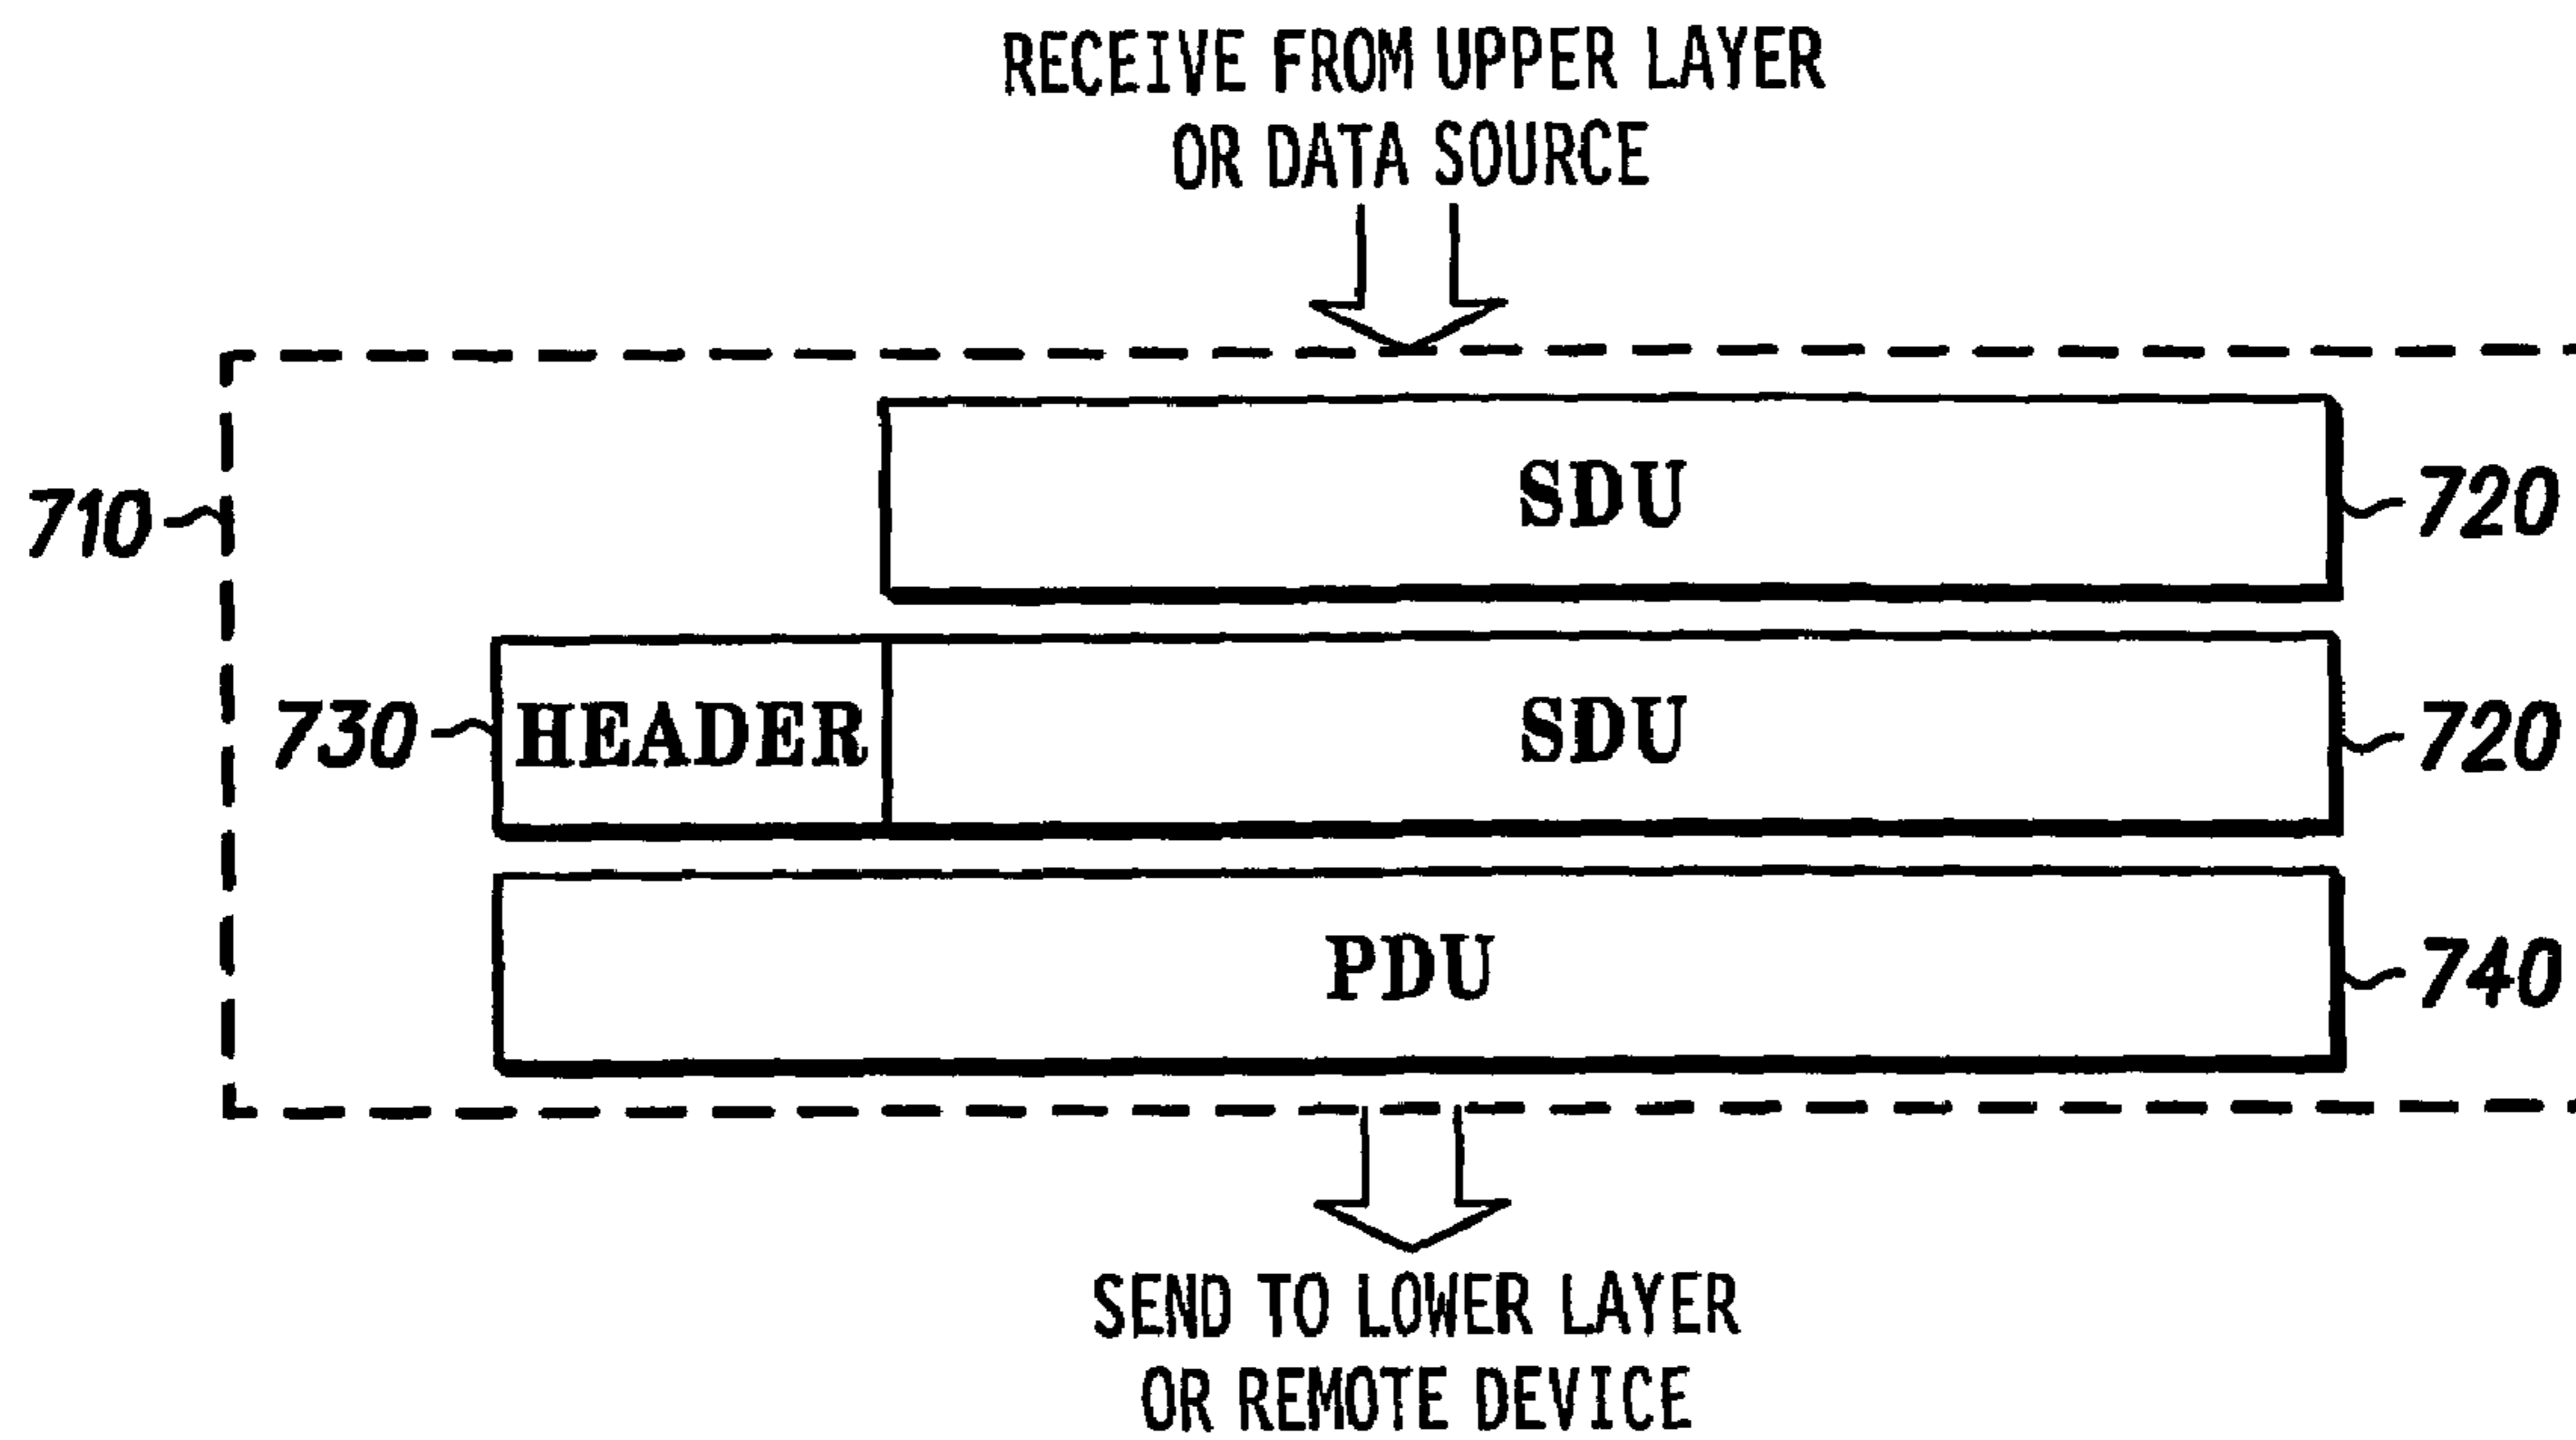 RECEIVE FROM UPPER LAYER
OR DATA SOURCE
SDU
710
720
730
HEADER
SDU
720
PDU
740
SEND TO LOWER LAYER
OR REMOTE DEVICE